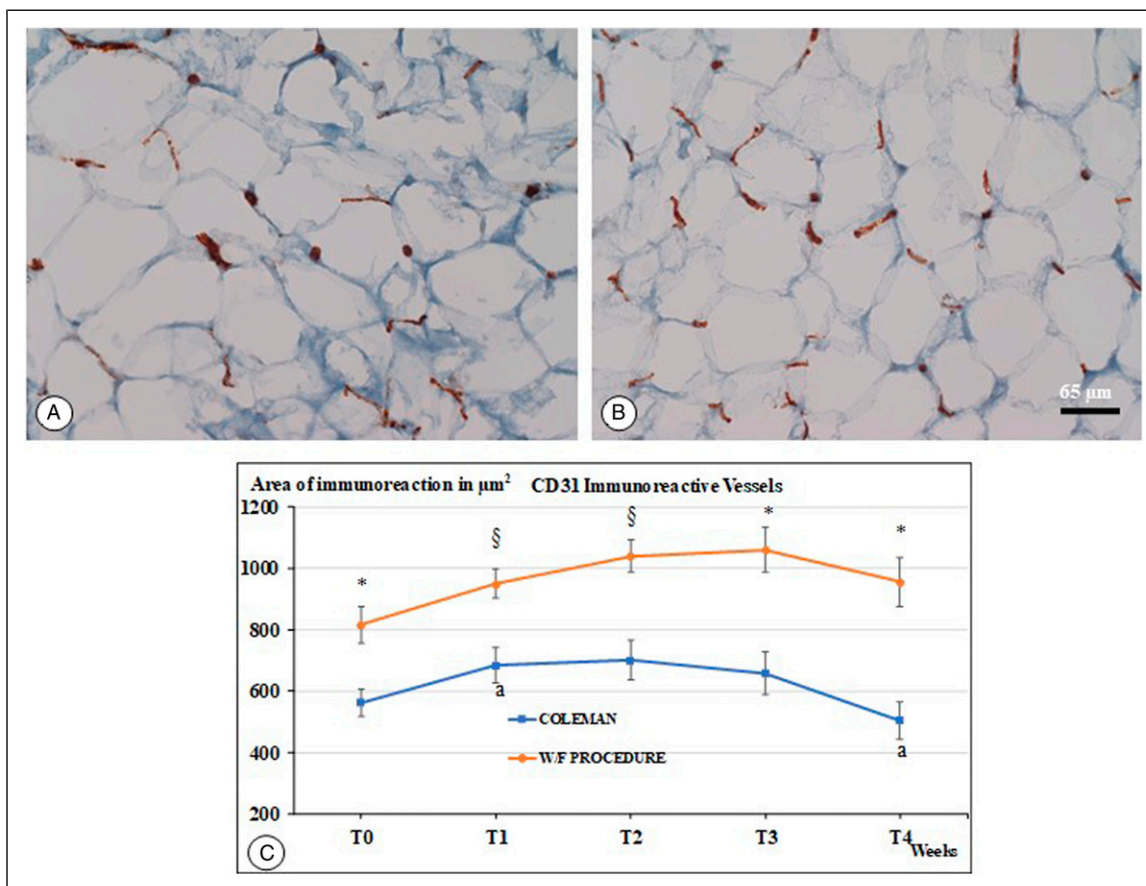 A
B
65 μm
Area of immunoreaction in μm² CD31 Immunoreactive Vessels
1200
1000
800
600
400
200
* § § * *
a
a
COLEMAN
W/F PROCEDURE
T0 T1 T2 T3 T4
Weeks
C